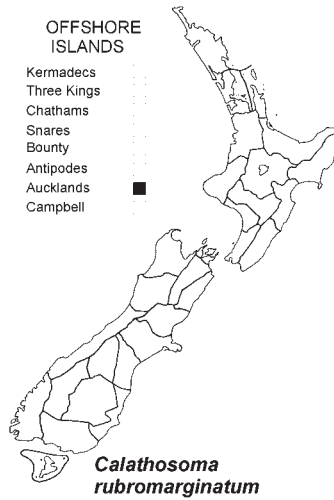 OFFSHORE
ISLANDS
Kermadecs
Three Kings
Chathams
Snares
Bounty
Antipodes
Aucklands
Campbell
Calathosoma
rubromarginatum